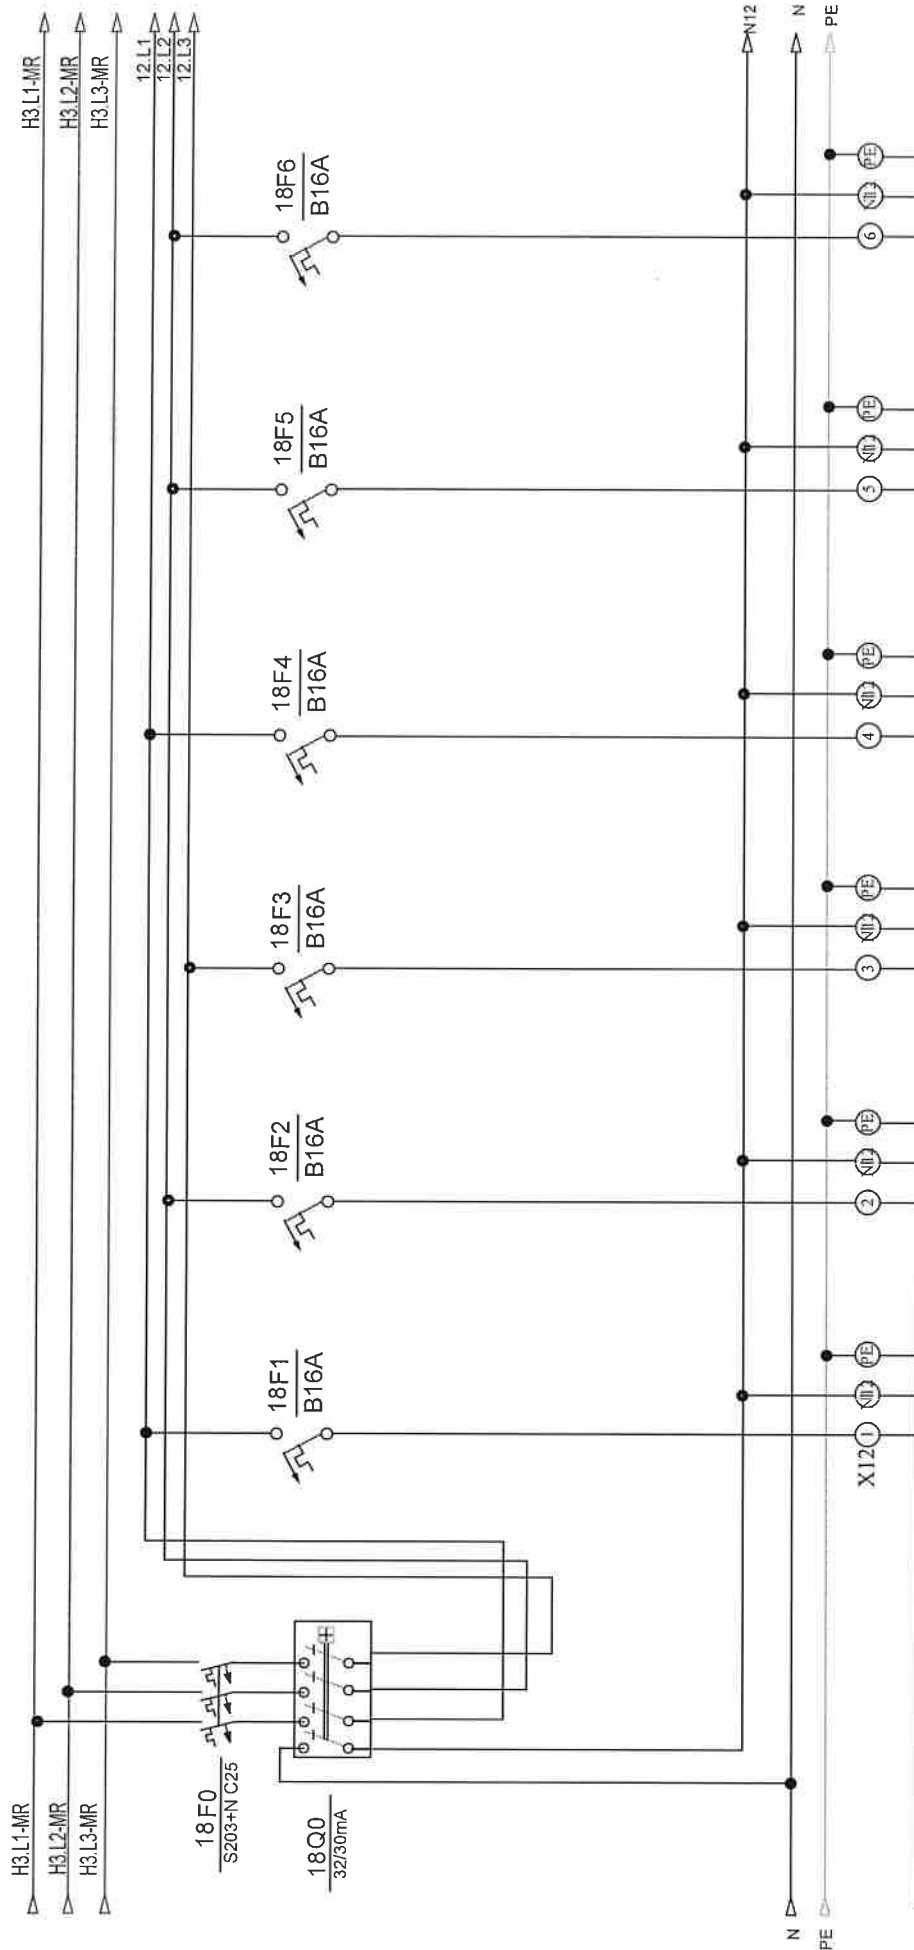 H3.L1-MR
H3.L2-MR
H3.L3-MR
H3.L1-MR
H3.L2-MR
H3.L3-MR
12.L1
12.L2
12.L3
18F0
S203+N C25
18Q0
32/30mA
18F1
B16A
18F2
B16A
18F3
B16A
18F4
B16A
18F5
B16A
18F6
B16A
N12
N
PE
N
PE
X12
1
PE
2
PE
3
PE
4
PE
5
PE
6
PE